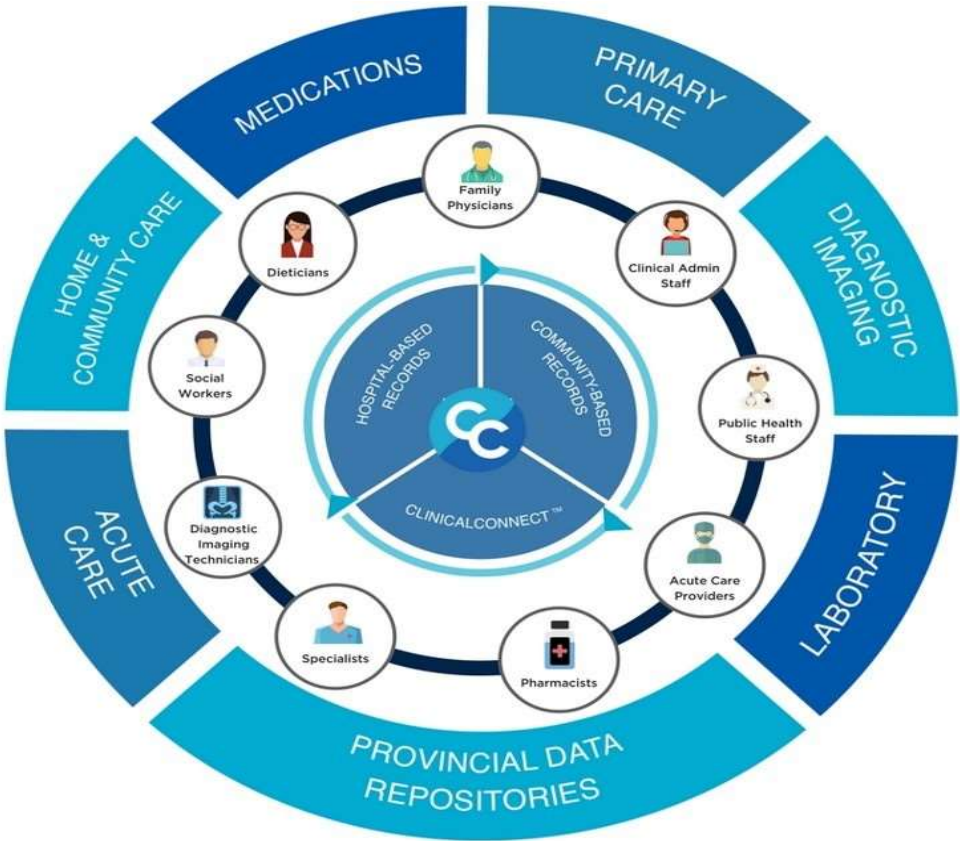 MEDICATIONS
PRIMARY
CARE
DIAGNOSTIC
IMAGING
LABORATORY
PROVINCIAL DATA
REPOSITORIES
ACUTE
CARE
HOME &
COMMUNITY CARE
Family
Physicians
Clinical Admin
Staff
Public Health
Staff
Acute Care
Providers
Pharmacists
Specialists
Diagnostic
Imaging
Technicians
Social
Workers
Dieticians
HOSPITAL-BASED
RECORDS
COMMUNITY-BASED
RECORDS
CLINICALCONNECT™
CC